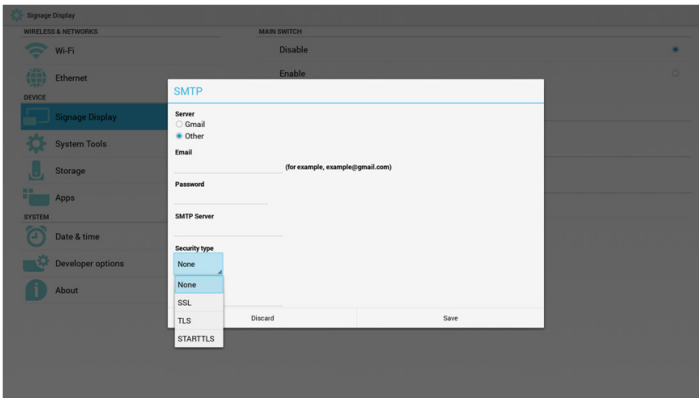 Signage Display
WIRELESS & NETWORKS
Wi-Fi
Ethernet
DEVICE
Signage Display
System Tools
Storage
Apps
SYSTEM
Date & time
Developer options
About
MAIN SWITCH
Disable
Enable
SMTP
Server
Gmail
Other
Email
(for example, example@gmail.com)
Password
SMTP Server
Security type
None
None
SSL
TLS
STARTTLS
Discard
Save